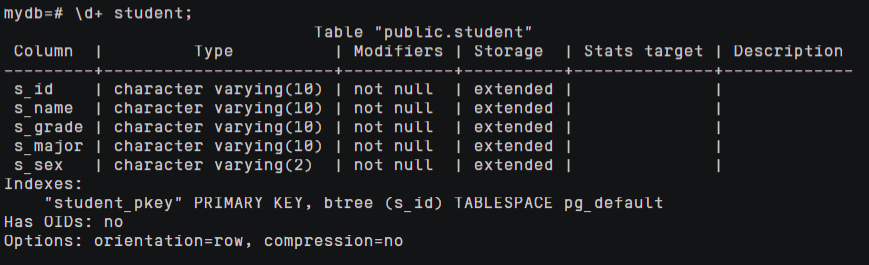 mydb=# \d+ student;
                               Table "public.student"
 Column  |         Type          | Modifiers | Storage  | Stats target | Description
---------+-----------------------+-----------+----------+--------------+-------------
 s_id    | character varying(10) | not null  | extended |              |
 s_name  | character varying(10) | not null  | extended |              |
 s_grade | character varying(10) | not null  | extended |              |
 s_major | character varying(10) | not null  | extended |              |
 s_sex   | character varying(2)  | not null  | extended |              |
Indexes:
    "student_pkey" PRIMARY KEY, btree (s_id) TABLESPACE pg_default
Has OIDs: no
Options: orientation=row, compression=no